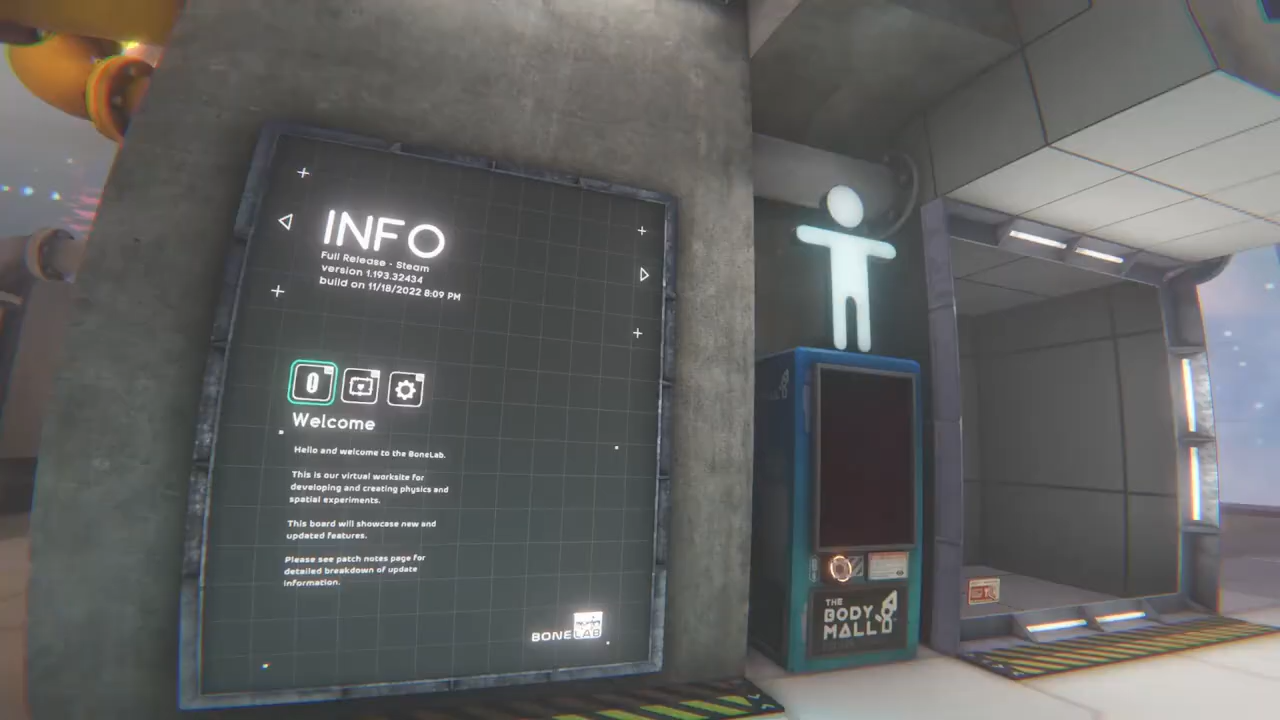 INFO
Full Release - Steam
version 1.193.32434
build on 11/18/2022 8:09 PM
Welcome
Hello and welcome to the BoneLab.
This is our virtual worksite for
developing and creating physics and
spatial experiments.
This board will showcase new and
updated features.
Please see patch notes page for
detailed breakdown of update
information.
BONELAB
THE
BODY
MALL